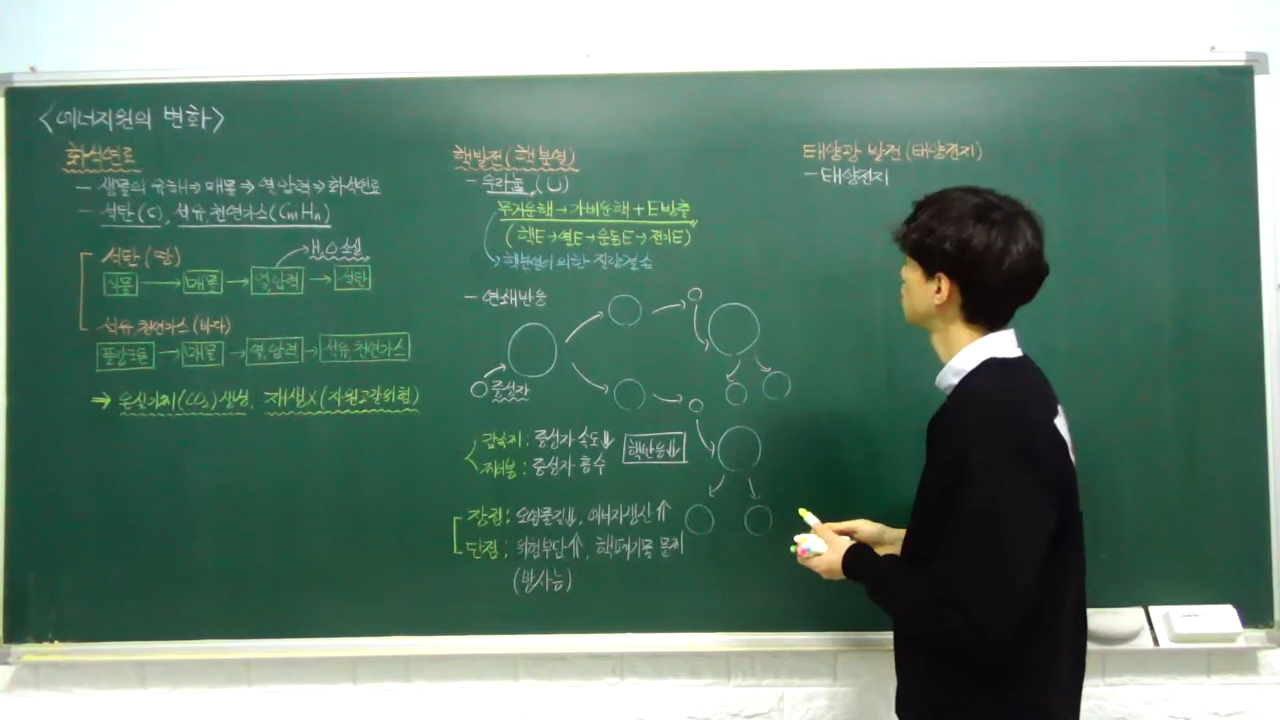 <에너지원의 변화>
화석연료
- 생물의 유해⇒매몰⇒열압력⇒화석연료
- 석탄(C), 석유 천연가스(CmHn)
석탄(땅)
H₂O 손실
식물 → 매몰 → 열압력 → 석탄
석유 천연가스(바다)
플랑크톤 → 매몰 → 열,압력 → 석유 천연가스
⇒ 온실기체(CO₂)생성, 재생X(자원고갈위험)
핵발전(핵분열)
- 우라늄,(U)
무거운핵→가벼운핵+E방출
(핵E→열E→운동E→전기E)
핵분열에 의한 질량결손
- 연쇄반응
중성자
감속재: 중성자 속도⇓
제어봉: 중성자 흡수
핵반응⇓
장점: 오염물질⇓, 에너지생산⇑
단점: 위험부담⇑, 핵폐기물 문제
(방사능)
태양광 발전(태양전지)
-태양전지